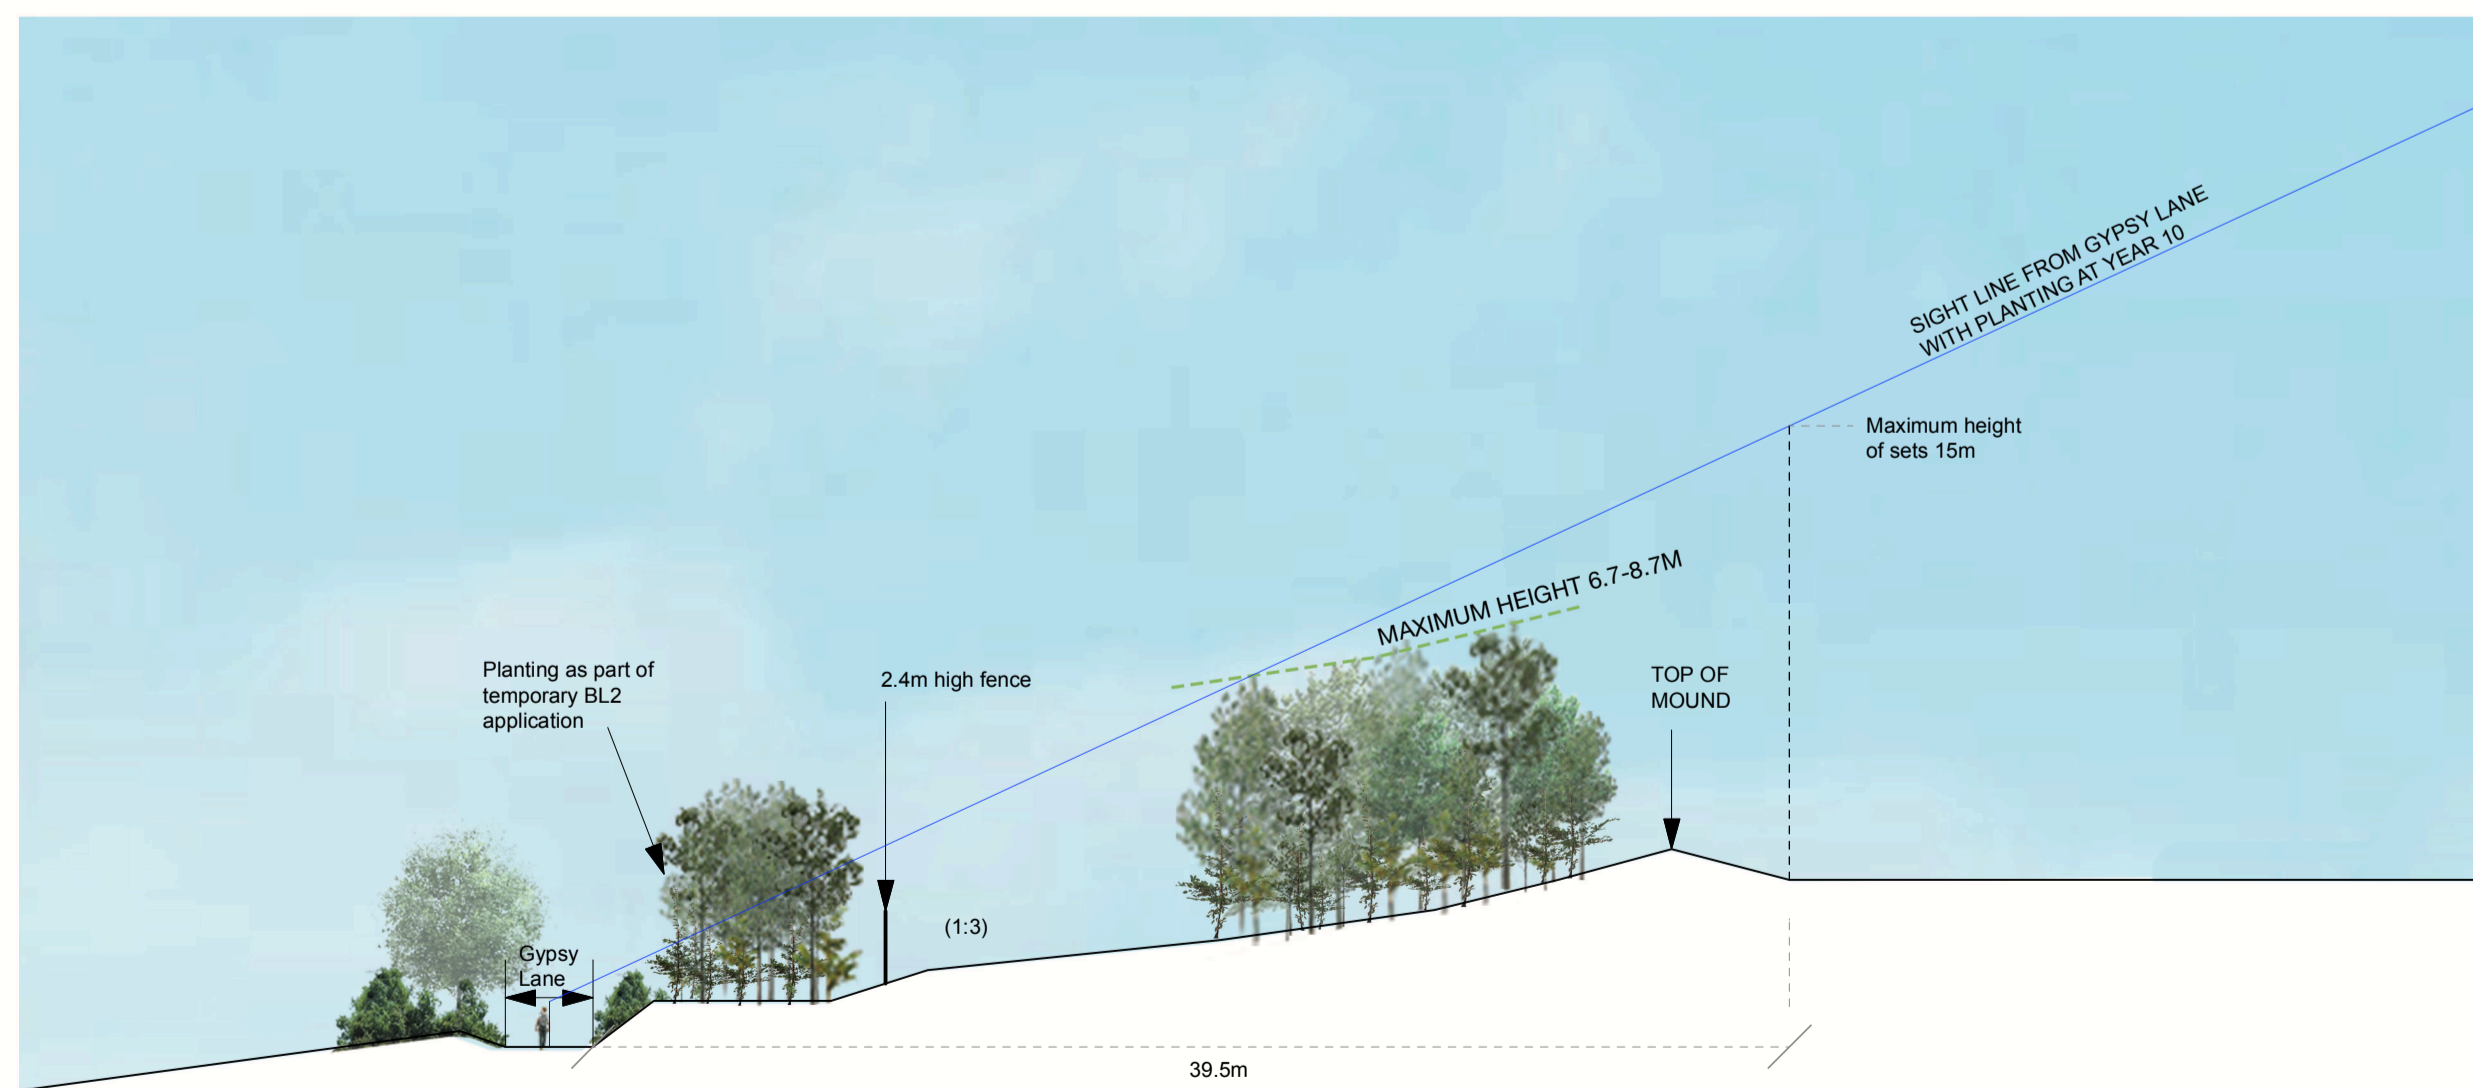 SIGHT LINE FROM GYPSY LANE
WITH PLANTING AT YEAR 10
Maximum height
of sets 15m
MAXIMUM HEIGHT 6.7-8.7M
Planting as part of
temporary BL2
application
2.4m high fence
TOP OF
MOUND
(1:3)
Gypsy
Lane
39.5m